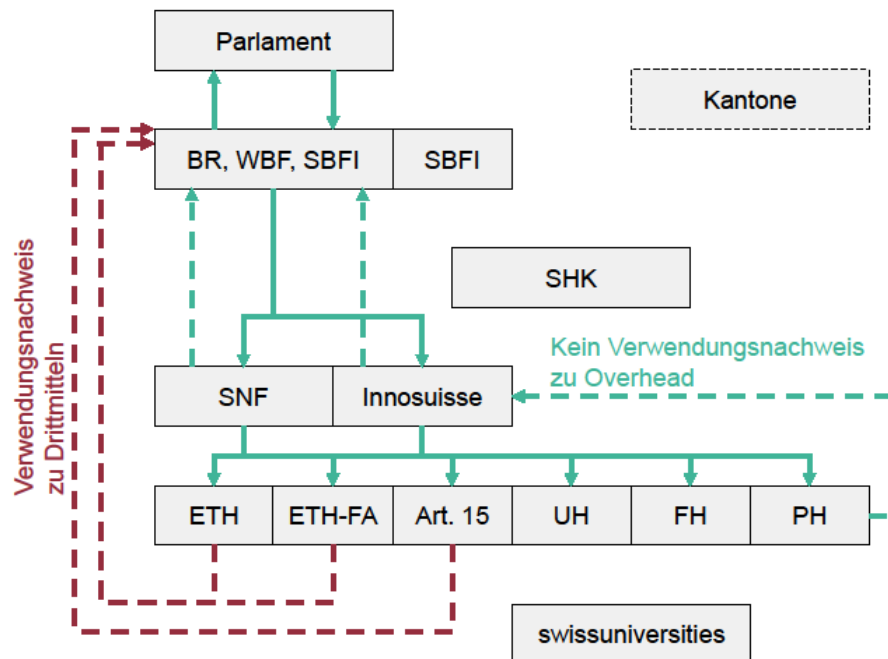 Parlament
Kantone
BR, WBF, SBFI
SBFI
SHK
Verwendungsnachweis
zu Drittmitteln
Kein Verwendungsnachweis
zu Overhead
SNF
Innosuisse
ETH
ETH-FA
Art. 15
UH
FH
PH
swissuniversities